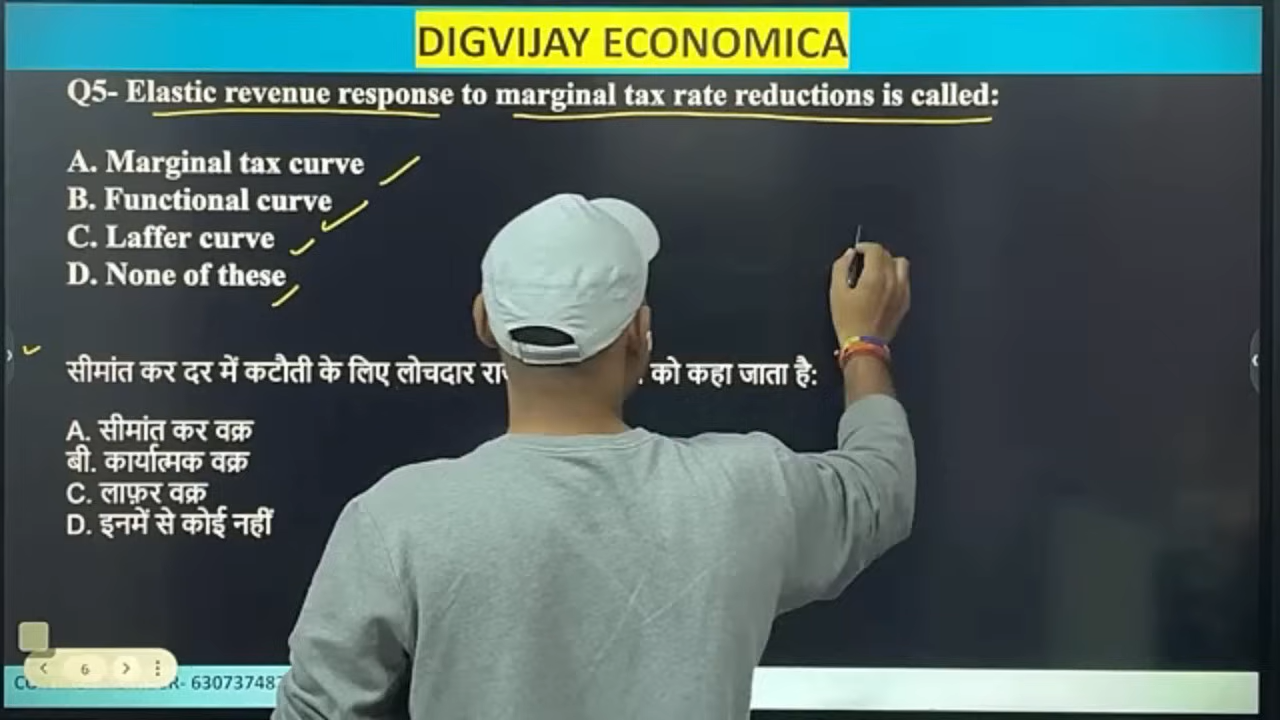 DIGVIJAY ECONOMICA
Q5- Elastic revenue response to marginal tax rate reductions is called:
A. Marginal tax curve
B. Functional curve
C. Laffer curve
D. None of these
सीमांत कर दर में कटौती के लिए लोचदार को कहा जाता है:
A. सीमांत कर वक्र
बी. कार्यात्मक वक्र
C. लाफ़र वक्र
D. इनमें से कोई नहीं
6